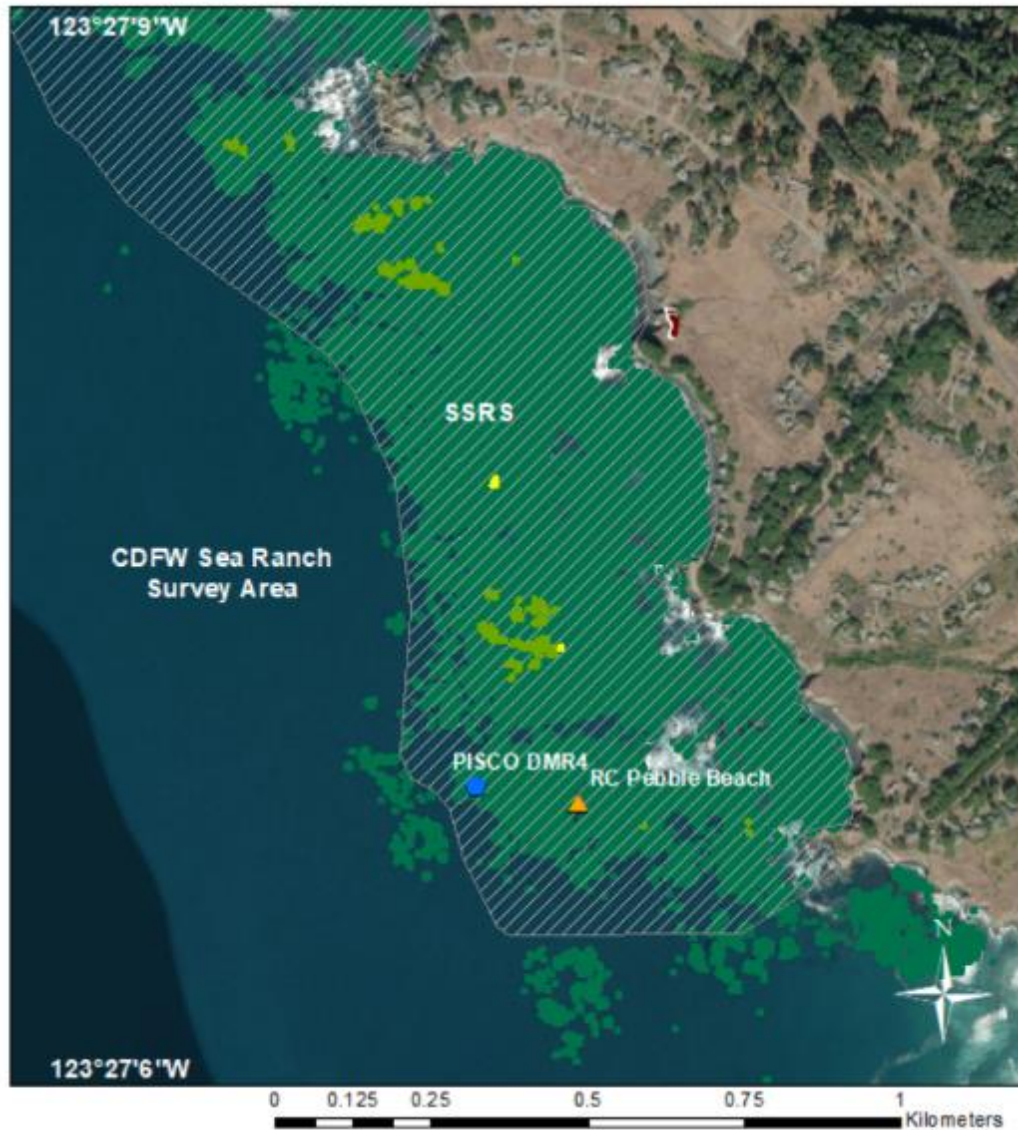 123°27'9"W
SSRS
CDFW Sea Ranch
Survey Area
PISCO DMR4
RC Pebble Beach
N
123°27'6"W
0 0.125 0.25 0.5 0.75 1
Kilometers